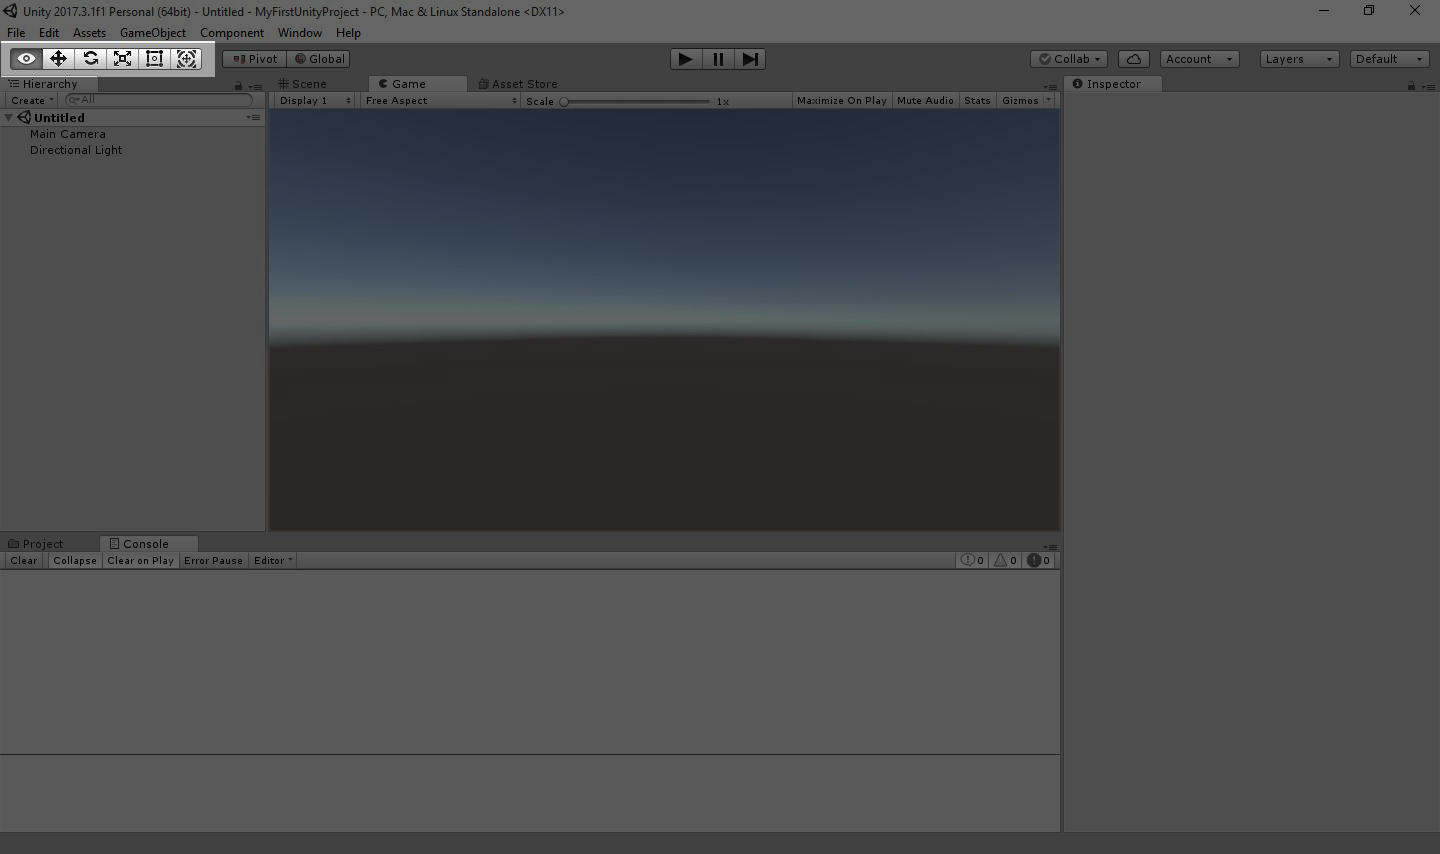 Unity 2017.3.1f1 Personal (64bit) - Untitled - MyFirstUnityProject - PC, Mac & Linux Standalone <DX11>
File Edit Assets GameObject Component Window Help
Pivot Global Collab Account Layers Default
Hierarchy Scene Game Asset Store Inspector
Create All Display 1 Free Aspect Scale 1x Maximize On Play Mute Audio Stats Gizmos
Untitled
Main Camera
Directional Light
Project Console
Clear Collapse Clear on Play Error Pause Editor 0 0 0